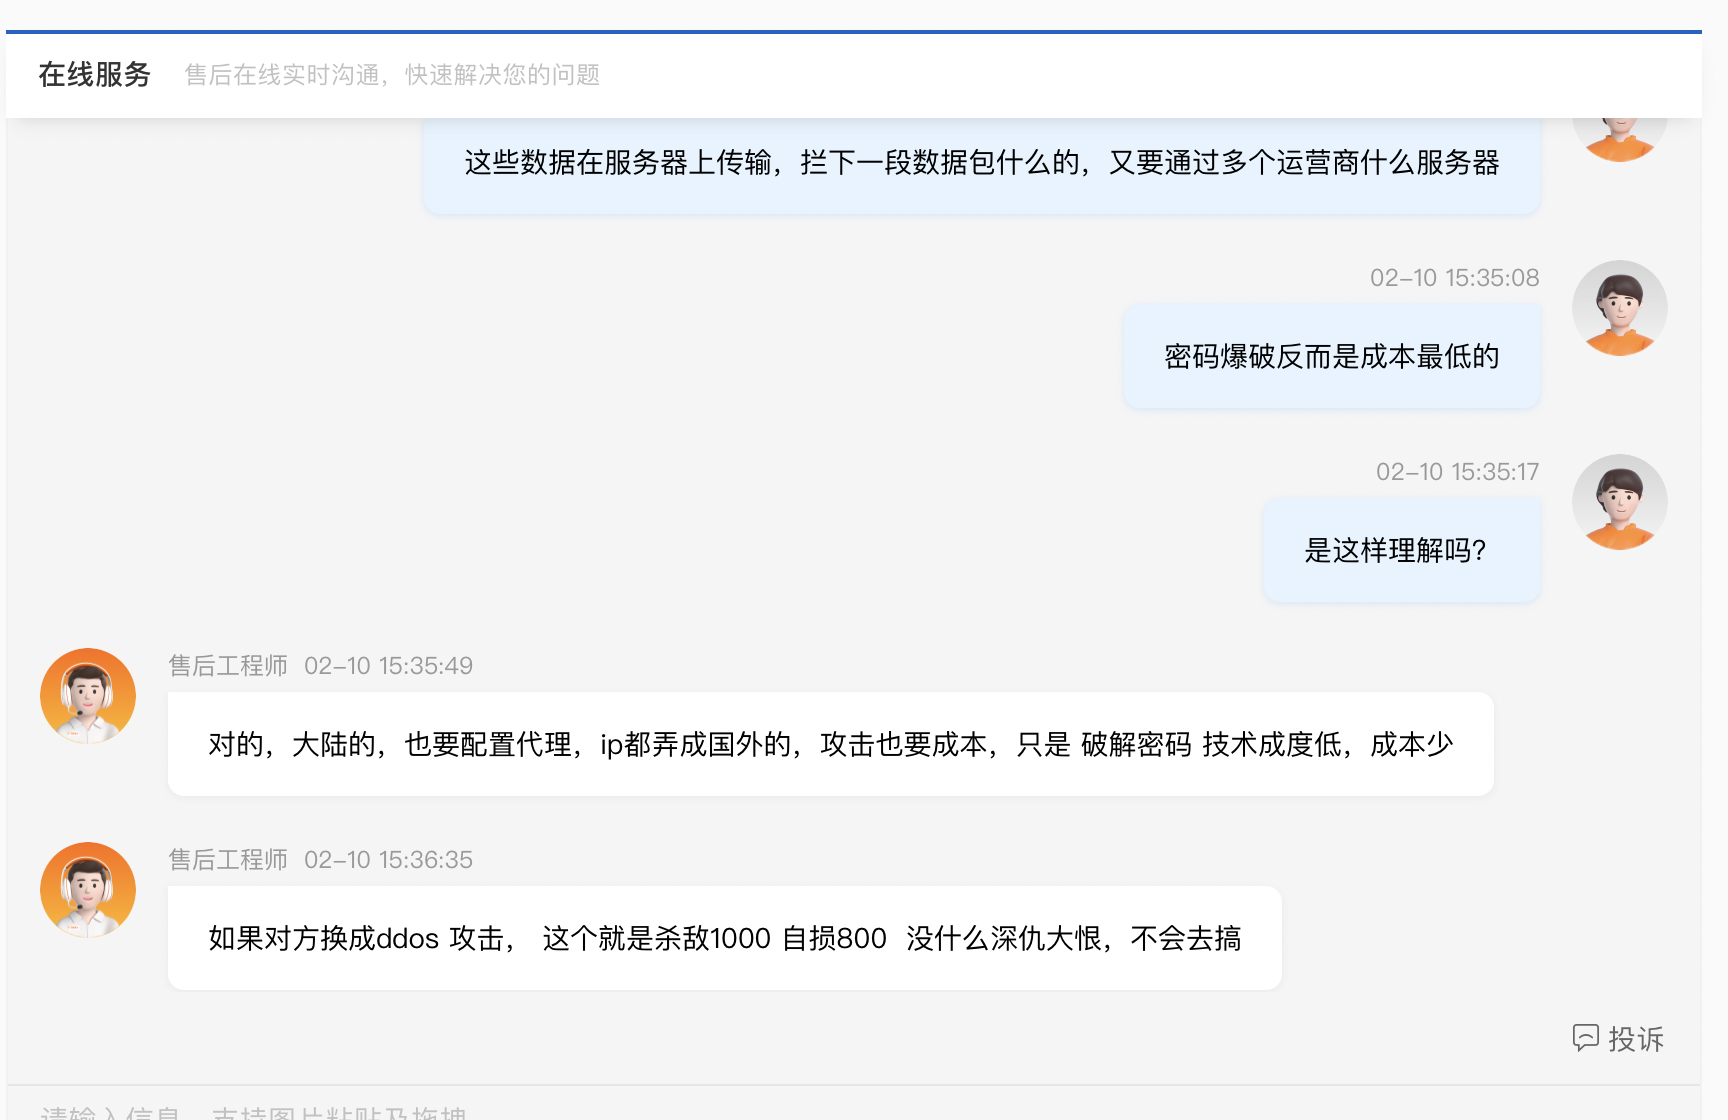 在线服务 售后在线实时沟通，快速解决您的问题
这些数据在服务器上传输，拦下一段数据包什么的，又要通过多个运营商什么服务器
02-10 15:35:08
密码爆破反而是成本最低的
02-10 15:35:17
是这样理解吗？
售后工程师 02-10 15:35:49
对的，大陆的，也要配置代理，ip都弄成国外的，攻击也要成本，只是 破解密码 技术成度低，成本少
售后工程师 02-10 15:36:35
如果对方换成ddos 攻击， 这个就是杀敌1000 自损800 没什么深仇大恨，不会去搞
投诉
请输入信息，支持图片粘贴及拖拽